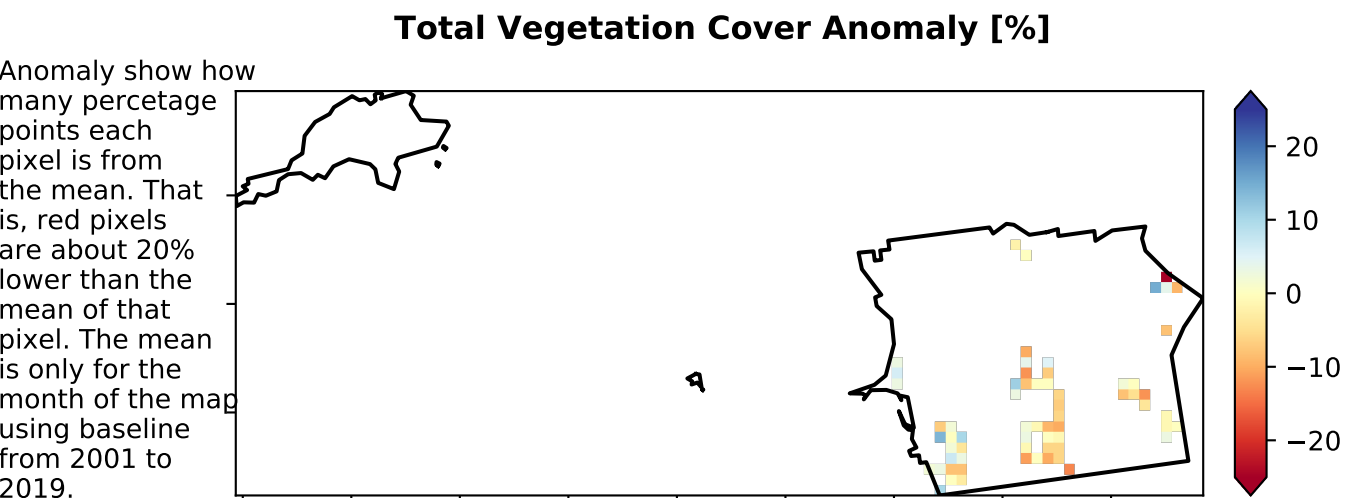 Total Vegetation Cover Anomaly [%]
Anomaly show how
many percetage
points each
pixel is from
the mean. That
is, red pixels
are about 20%
lower than the
mean of that
pixel. The mean
is only for the
month of the map
using baseline
from 2001 to
2019.
20
10
0
−10
−20